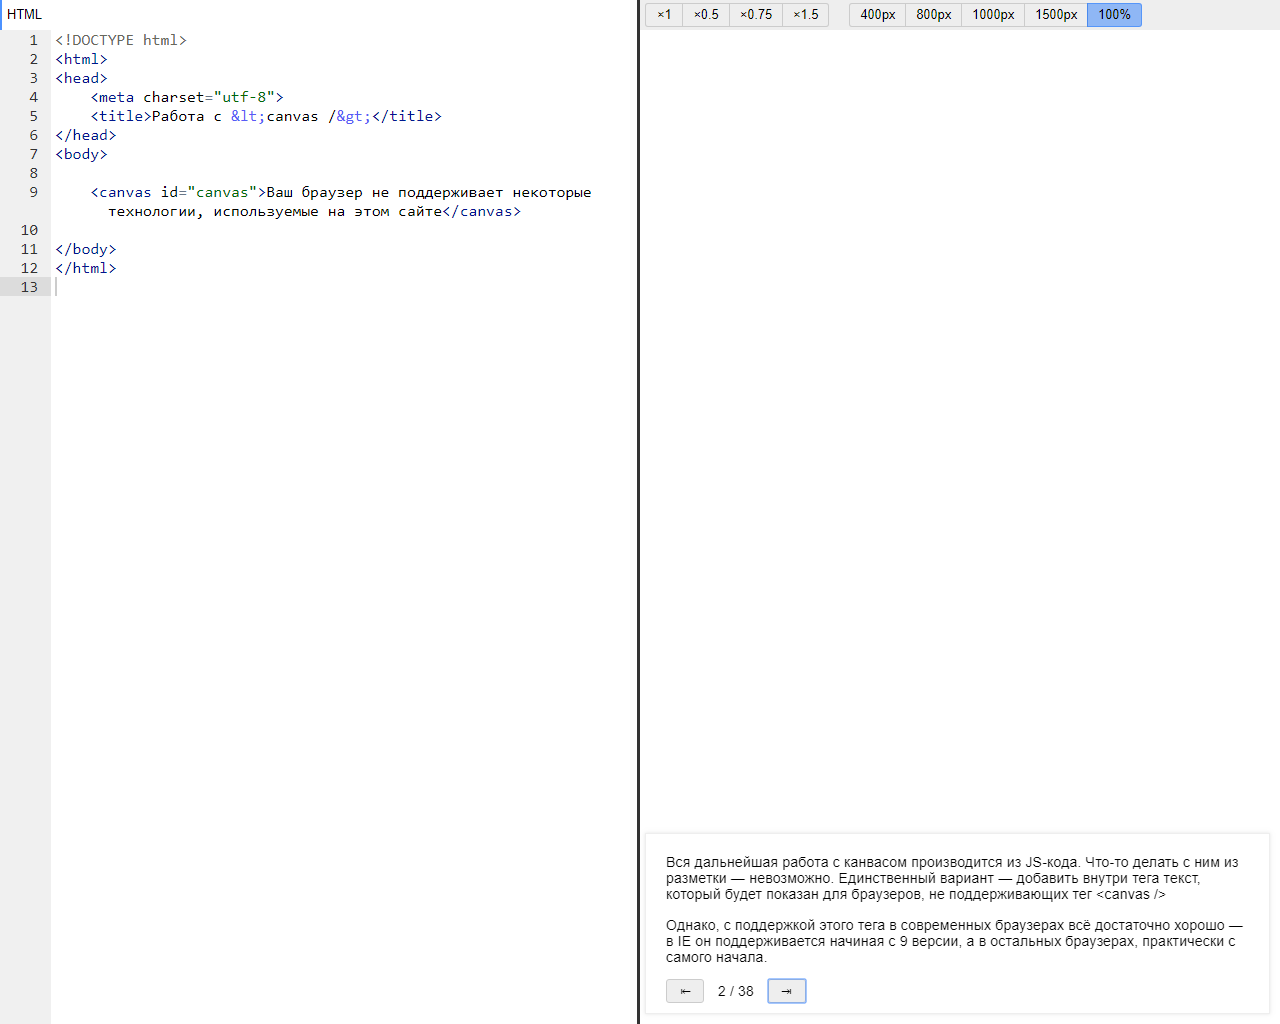 HTML
×1 ×0.5 ×0.75 ×1.5 400px 800px 1000px 1500px 100%
1 <!DOCTYPE html>
2 <html>
3 <head>
4 <meta charset="utf-8">
5 <title>Работа с &lt;canvas /&gt;</title>
6 </head>
7 <body>
8
9 <canvas id="canvas">Ваш браузер не поддерживает некоторые
технологии, используемые на этом сайте</canvas>
10
11 </body>
12 </html>
13
Вся дальнейшая работа с канвасом производится из JS-кода. Что-то делать с ним из
разметки — невозможно. Единственный вариант — добавить внутри тега текст,
который будет показан для браузеров, не поддерживающих тег <canvas />
Однако, с поддержкой этого тега в современных браузерах всё достаточно хорошо —
в IE он поддерживается начиная с 9 версии, а в остальных браузерах, практически с
самого начала.
⇤ 2 / 38 ⇥